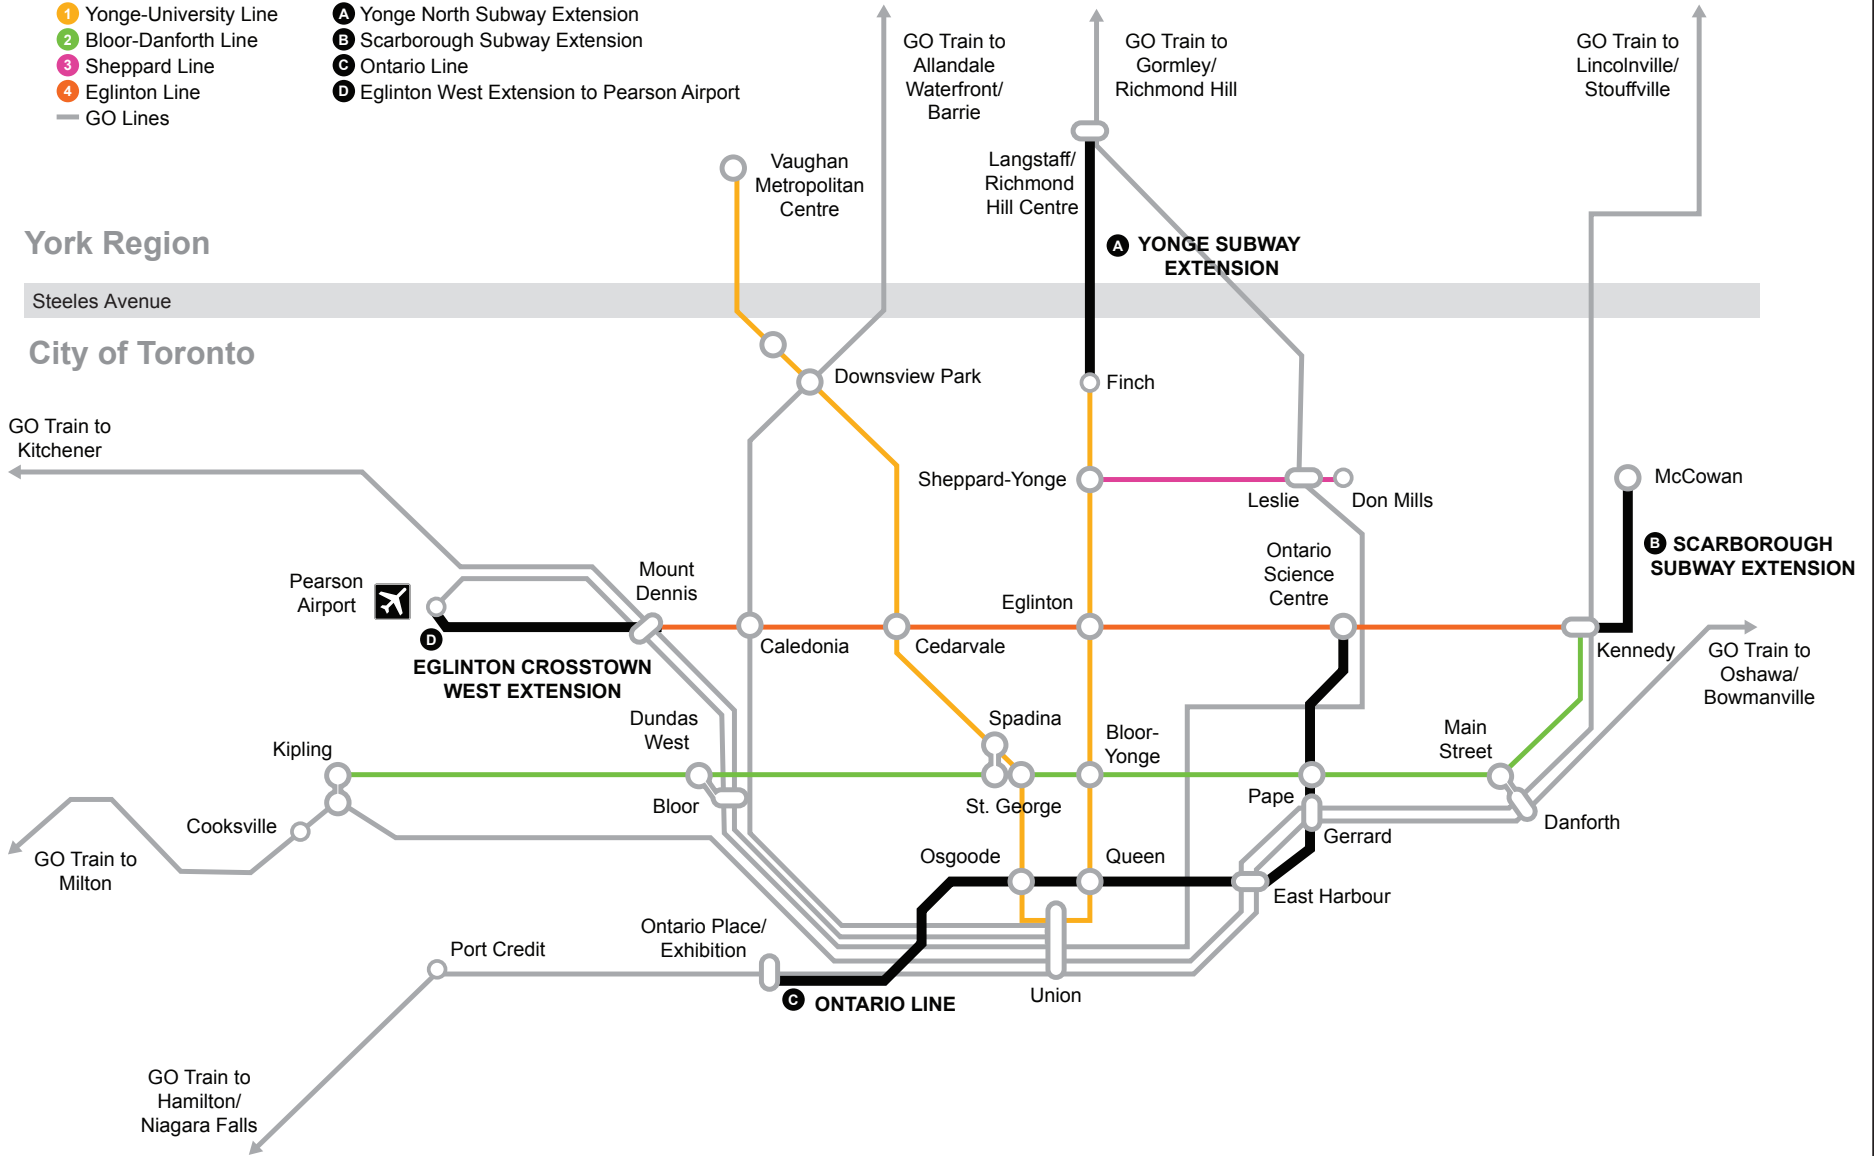 1 Yonge-University Line
2 Bloor-Danforth Line
3 Sheppard Line
4 Eglinton Line
GO Lines
A Yonge North Subway Extension
B Scarborough Subway Extension
C Ontario Line
D Eglinton West Extension to Pearson Airport
GO Train to
Allandale
Waterfront/
Barrie
GO Train to
Gormley/
Richmond Hill
GO Train to
Lincolnville/
Stouffville
Vaughan
Metropolitan
Centre
Langstaff/
Richmond
Hill Centre
York Region
A YONGE SUBWAY
EXTENSION
Steeles Avenue
City of Toronto
Downsview Park
Finch
GO Train to
Kitchener
Sheppard-Yonge
Leslie
Don Mills
McCowan
B SCARBOROUGH
SUBWAY EXTENSION
Pearson
Airport
Mount
Dennis
Eglinton
Ontario
Science
Centre
D
EGLINTON CROSSTOWN
WEST EXTENSION
Caledonia
Cedarvale
Kennedy
GO Train to
Oshawa/
Bowmanville
Kipling
Dundas
West
Spadina
Bloor-
Yonge
Main
Street
Bloor
St. George
Pape
Gerrard
Danforth
Cooksville
GO Train to
Milton
Osgoode
Queen
East Harbour
Port Credit
Ontario Place/
Exhibition
C ONTARIO LINE
Union
GO Train to
Hamilton/
Niagara Falls